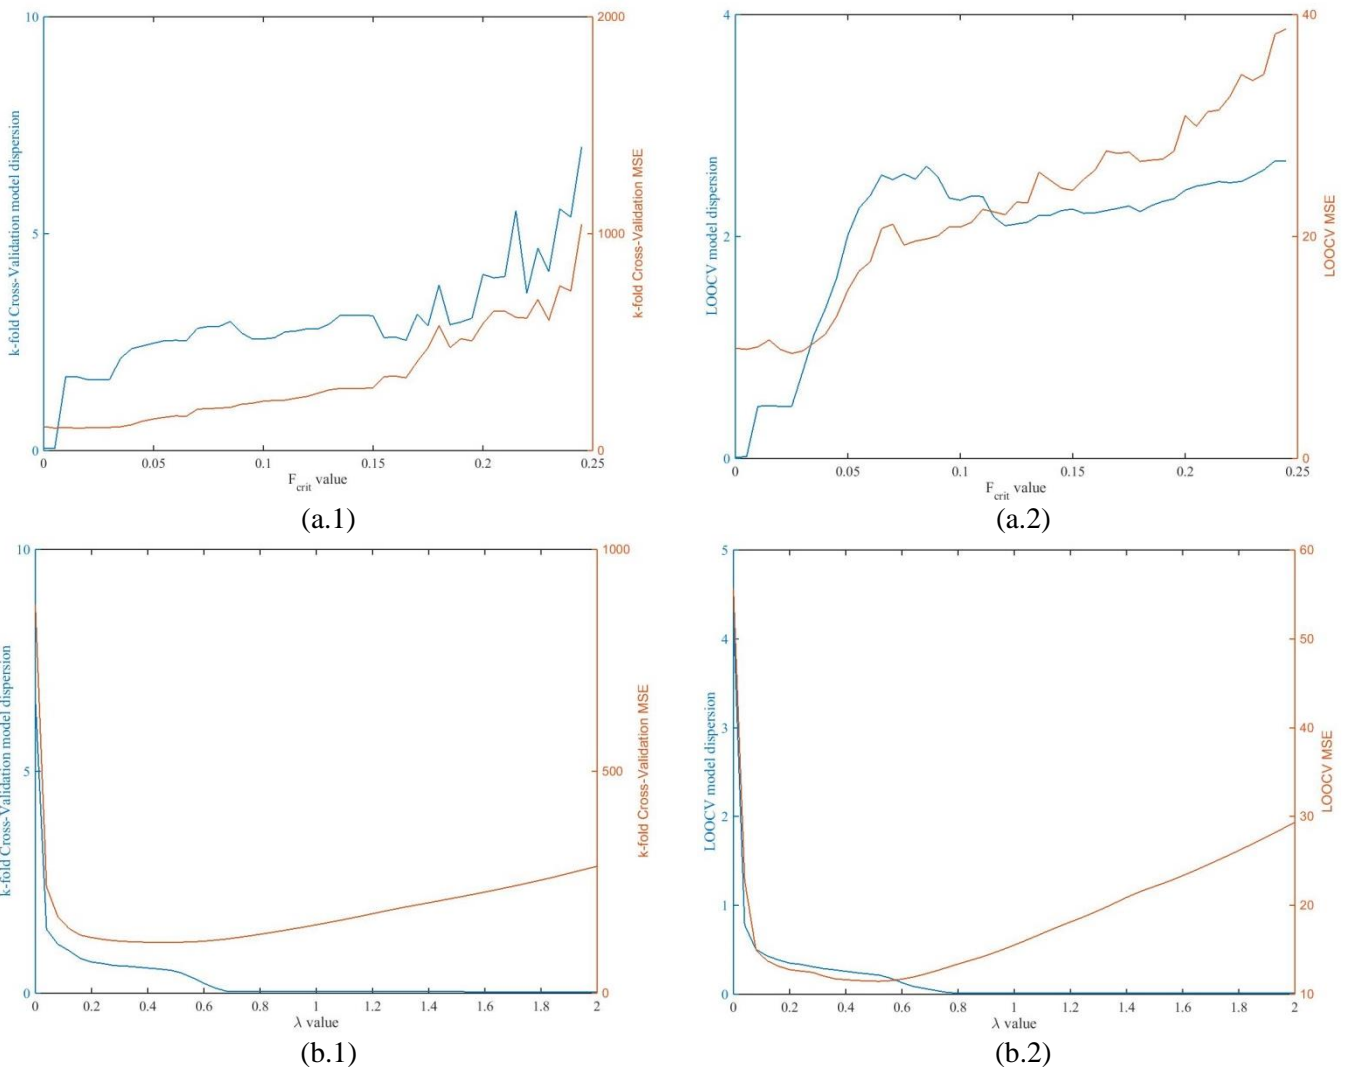 10
5
0
k-fold Cross-Validation model dispersion
2000
1000
0
k-fold Cross-Validation MSE
0 0.05 0.1 0.15 0.2 0.25
F_crit value
(a.1)
4
2
0
LOOCV model dispersion
40
20
0
LOOCV MSE
0 0.05 0.1 0.15 0.2 0.25
F_crit value
(a.2)
10
5
0
k-fold Cross-Validation model dispersion
1000
500
0
k-fold Cross-Validation MSE
0 0.2 0.4 0.6 0.8 1 1.2 1.4 1.6 1.8 2
λ value
(b.1)
5
4
3
2
1
0
LOOCV model dispersion
60
50
40
30
20
10
LOOCV MSE
0 0.2 0.4 0.6 0.8 1 1.2 1.4 1.6 1.8 2
λ value
(b.2)